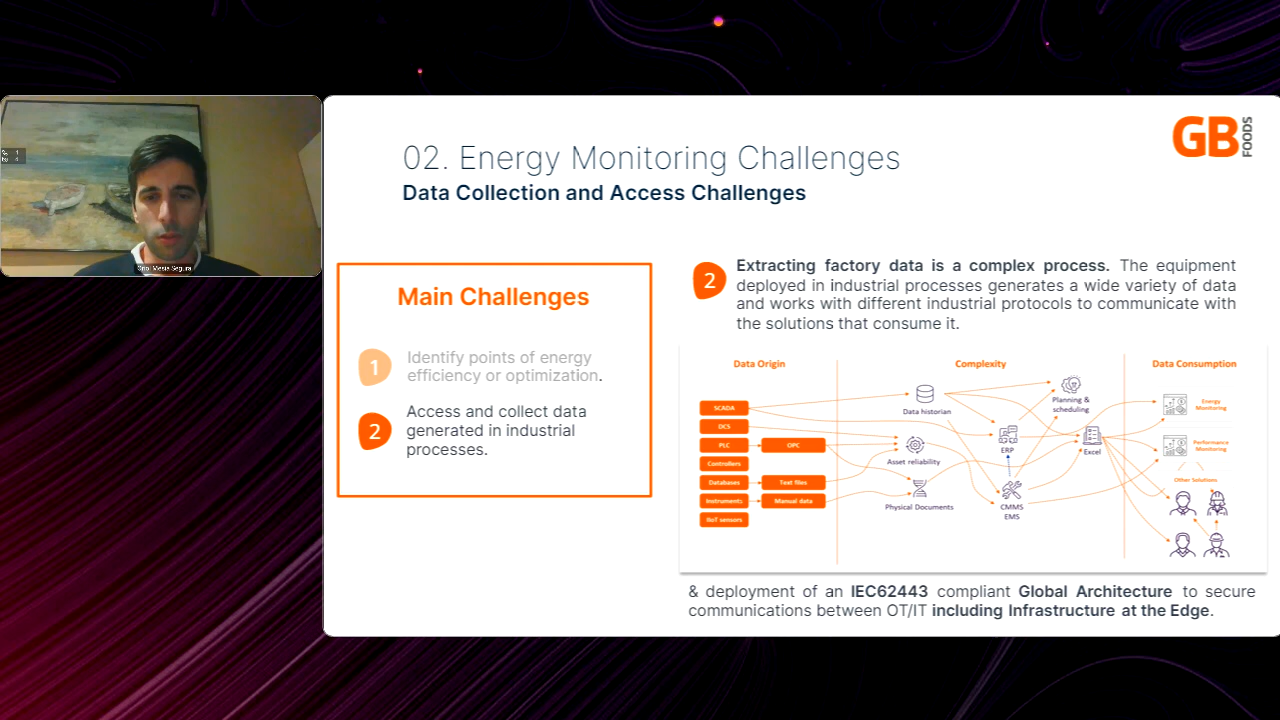 GB
FOODS
02. Energy Monitoring Challenges
Data Collection and Access Challenges
Main Challenges
1
Identify points of energy
efficiency or optimization.
2
Access and collect data
generated in industrial
processes.
2
Extracting factory data is a complex process. The equipment
deployed in industrial processes generates a wide variety of data
and works with different industrial protocols to communicate with
the solutions that consume it.
Data Origin
Complexity
Data Consumption
SCADA
DCS
PLC
OPC
Controllers
Databases
Text files
Instruments
Manual data
IIoT sensors
Data historian
Planning &
scheduling
ERP
Excel
Asset reliability
Physical Documents
CMMS
EMS
Energy
Monitoring
Performance
Monitoring
Other Solutions
& deployment of an IEC62443 compliant Global Architecture to secure
communications between OT/IT including Infrastructure at the Edge.
Mesia Segura